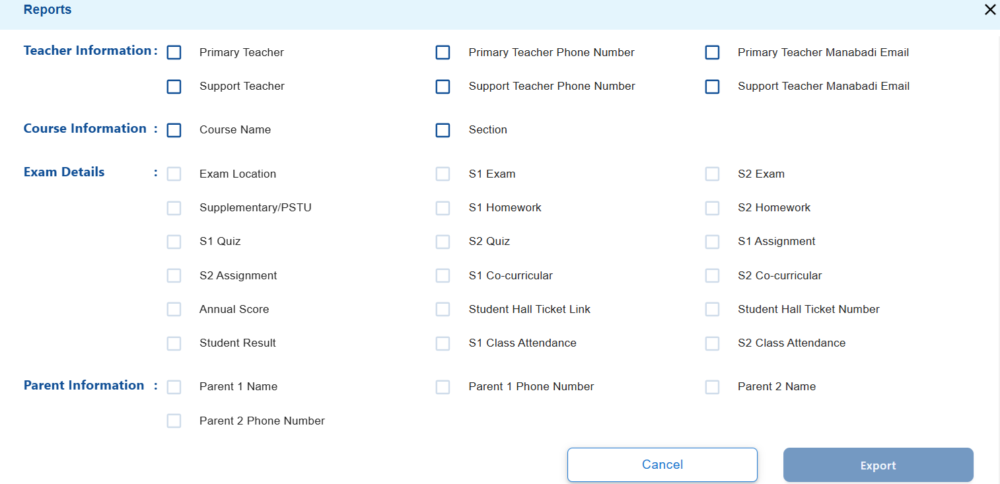 Reports
Teacher Information : Primary Teacher Primary Teacher Phone Number Primary Teacher Manabadi Email
Support Teacher Support Teacher Phone Number Support Teacher Manabadi Email
Course Information : Course Name Section
Exam Details : Exam Location S1 Exam S2 Exam
Supplementary/PSTU S1 Homework S2 Homework
S1 Quiz S2 Quiz S1 Assignment
S2 Assignment S1 Co-curricular S2 Co-curricular
Annual Score Student Hall Ticket Link Student Hall Ticket Number
Student Result S1 Class Attendance S2 Class Attendance
Parent Information : Parent 1 Name Parent 1 Phone Number Parent 2 Name
Parent 2 Phone Number
Cancel Export